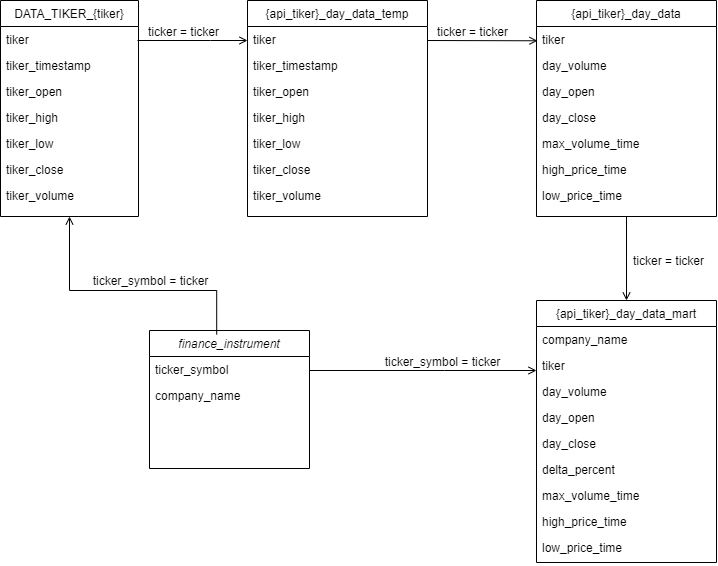 DATA_TIKER_{tiker}
tiker
tiker_timestamp
tiker_open
tiker_high
tiker_low
tiker_close
tiker_volume
ticker = ticker
{api_tiker}_day_data_temp
tiker
tiker_timestamp
tiker_open
tiker_high
tiker_low
tiker_close
tiker_volume
ticker = ticker
{api_tiker}_day_data
tiker
day_volume
day_open
day_close
max_volume_time
high_price_time
low_price_time
ticker = ticker
ticker_symbol = ticker
finance_instrument
ticker_symbol
company_name
ticker_symbol = ticker
{api_tiker}_day_data_mart
company_name
tiker
day_volume
day_open
day_close
delta_percent
max_volume_time
high_price_time
low_price_time